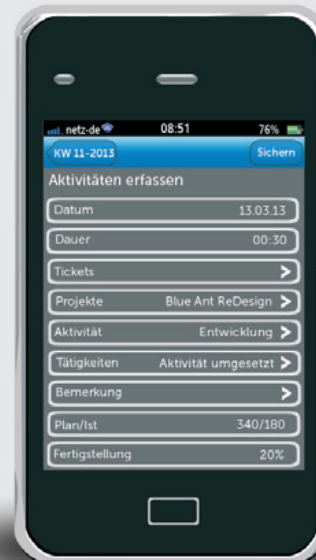 netz-de 08:51 76%
KW 11-2013 Sichern
Aktivitäten erfassen
Datum 13.03.13
Dauer 00:30
Tickets
Projekte Blue Ant ReDesign
Aktivität Entwicklung
Tätigkeiten Aktivität umgesetzt
Bemerkung
Plan/Ist 340/180
Fertigstellung 20%